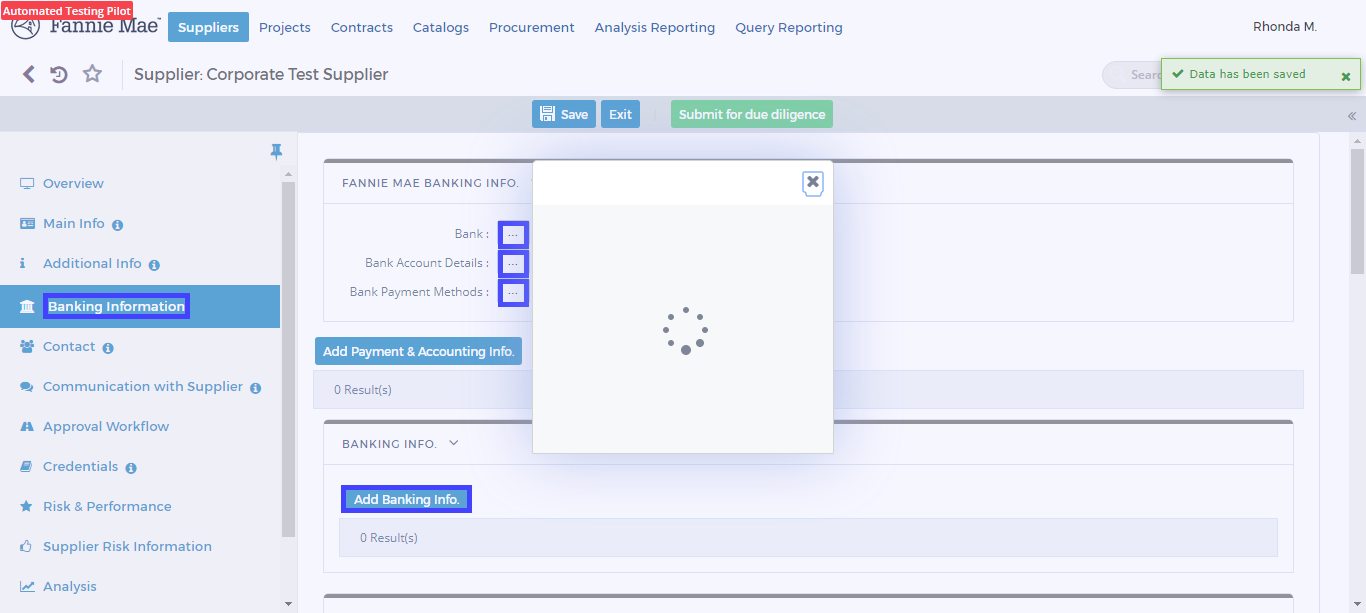 Automated Testing Pilot
Fannie Mae
Suppliers Projects Contracts Catalogs Procurement Analysis Reporting Query Reporting
Rhonda M.
Supplier: Corporate Test Supplier
Data has been saved
Save Exit Submit for due diligence
Overview
Main Info
Additional Info
Banking Information
Contact
Communication with Supplier
Approval Workflow
Credentials
Risk & Performance
Supplier Risk Information
Analysis
FANNIE MAE BANKING INFO.
Bank : ...
Bank Account Details : ...
Bank Payment Methods : ...
Add Payment & Accounting Info.
0 Result(s)
BANKING INFO.
Add Banking Info.
0 Result(s)